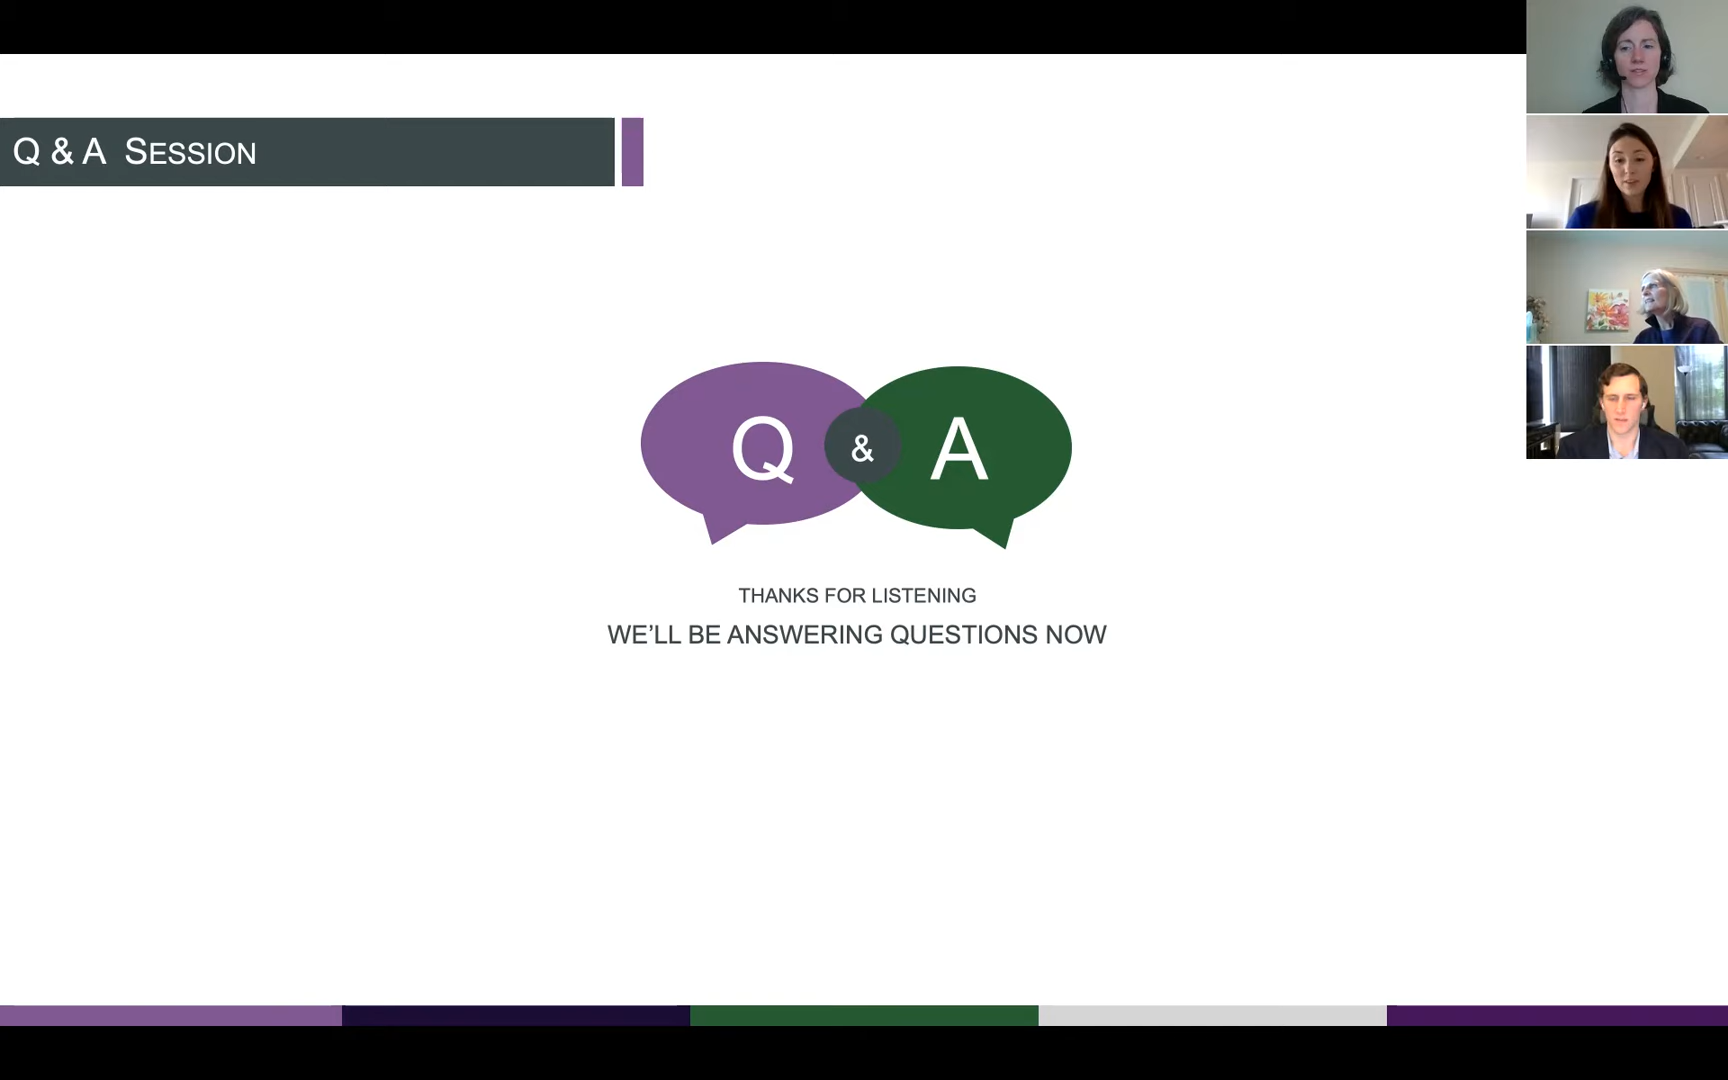 Q & A SESSION
Q & A
THANKS FOR LISTENING
WE'LL BE ANSWERING QUESTIONS NOW